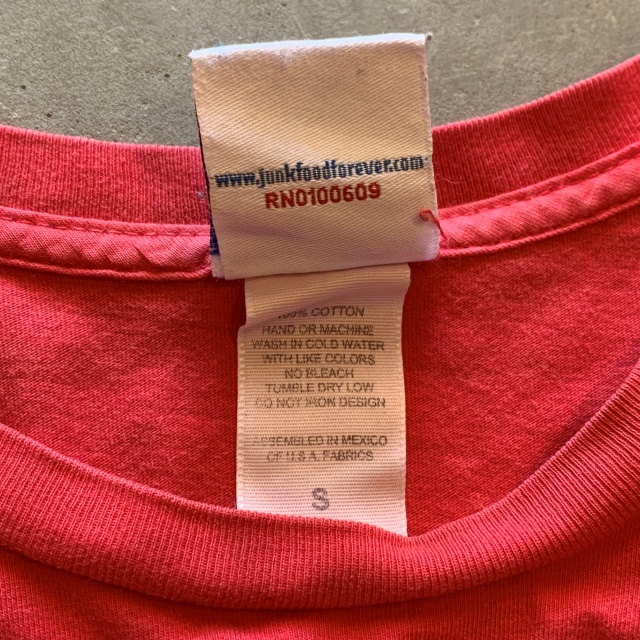 www.junkfoodforever.com
RN0100609
100% COTTON
HAND OR MACHINE
WASH IN COLD WATER
WITH LIKE COLORS
NO BLEACH
TUMBLE DRY LOW
DO NOT IRON DESIGN
ASSEMBLED IN MEXICO
OF U.S.A. FABRICS
S